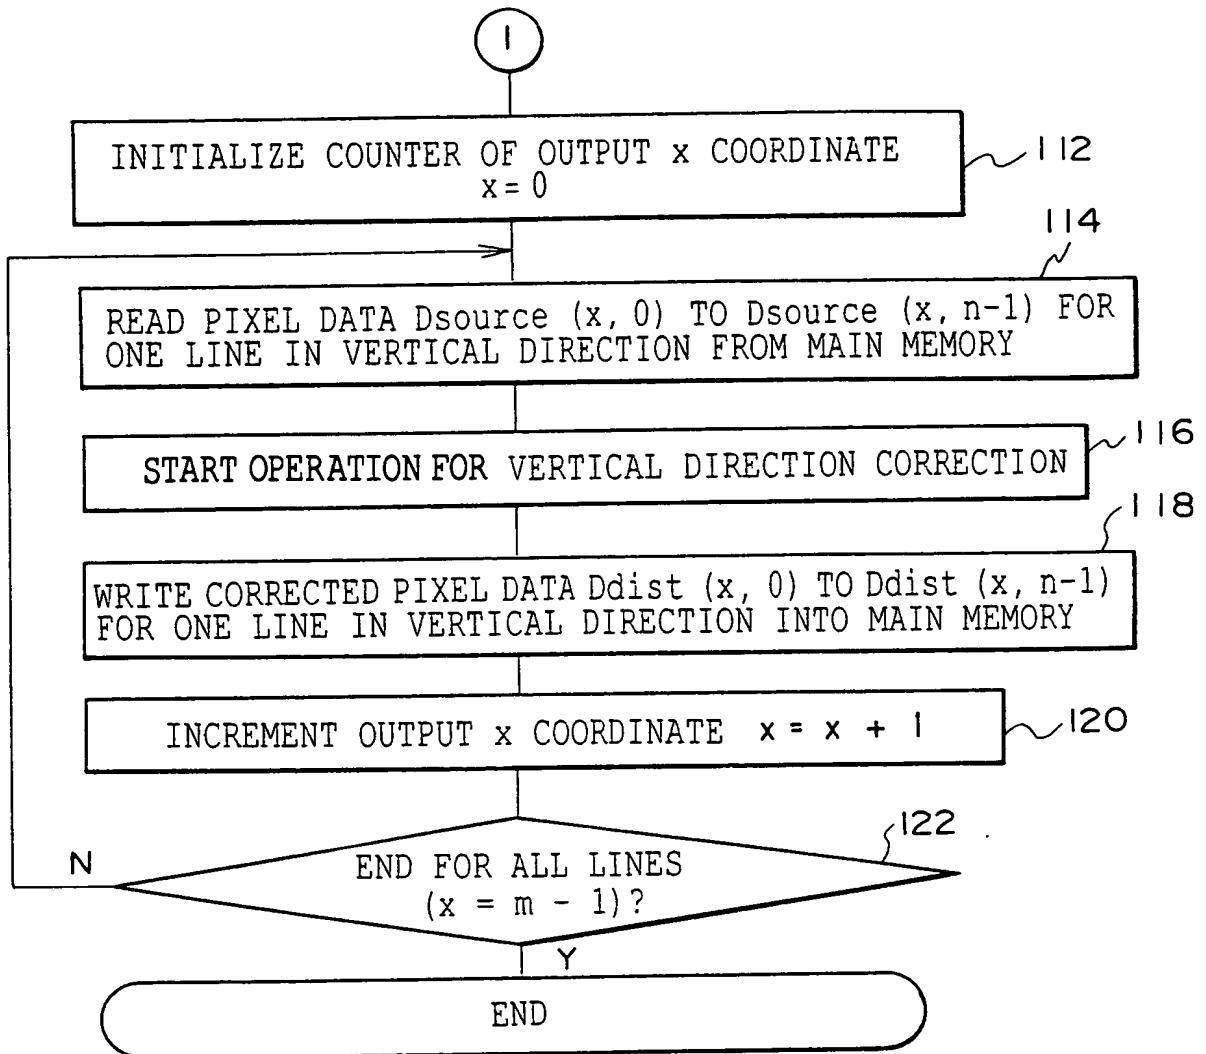 1
INITIALIZE COUNTER OF OUTPUT x COORDINATE
x = 0
112
114
READ PIXEL DATA Dsource (x, 0) TO Dsource (x, n-1) FOR
ONE LINE IN VERTICAL DIRECTION FROM MAIN MEMORY
116
START OPERATION FOR VERTICAL DIRECTION CORRECTION
118
WRITE CORRECTED PIXEL DATA Ddist (x, 0) TO Ddist (x, n-1)
FOR ONE LINE IN VERTICAL DIRECTION INTO MAIN MEMORY
INCREMENT OUTPUT x COORDINATE x = x + 1
120
122
N
END FOR ALL LINES
(x = m - 1)?
Y
END